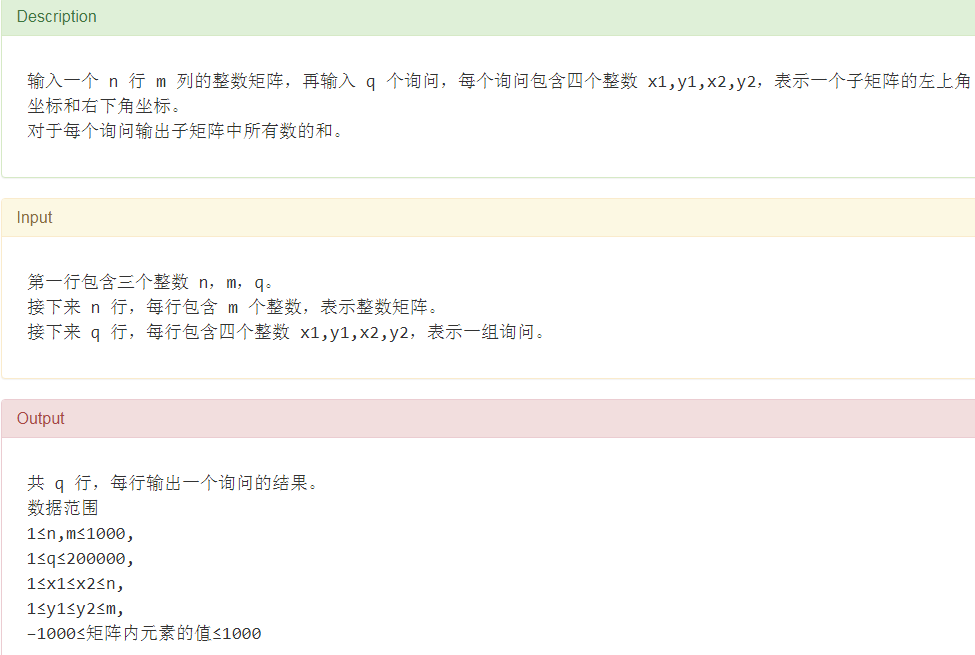 Description
输入一个 n 行 m 列的整数矩阵，再输入 q 个询问，每个询问包含四个整数 x1,y1,x2,y2，表示一个子矩阵的左上角
坐标和右下角坐标。
对于每个询问输出子矩阵中所有数的和。
Input
第一行包含三个整数 n，m，q。
接下来 n 行，每行包含 m 个整数，表示整数矩阵。
接下来 q 行，每行包含四个整数 x1,y1,x2,y2，表示一组询问。
Output
共 q 行，每行输出一个询问的结果。
数据范围
1≤n,m≤1000,
1≤q≤200000,
1≤x1≤x2≤n,
1≤y1≤y2≤m,
−1000≤矩阵内元素的值≤1000